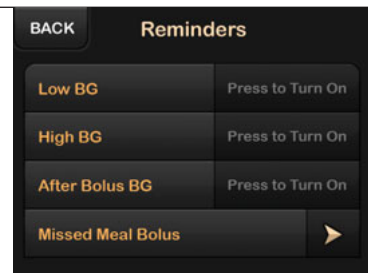 BACK
Reminders
Low BG
Press to Turn On
High BG
Press to Turn On
After Bolus BG
Press to Turn On
Missed Meal Bolus